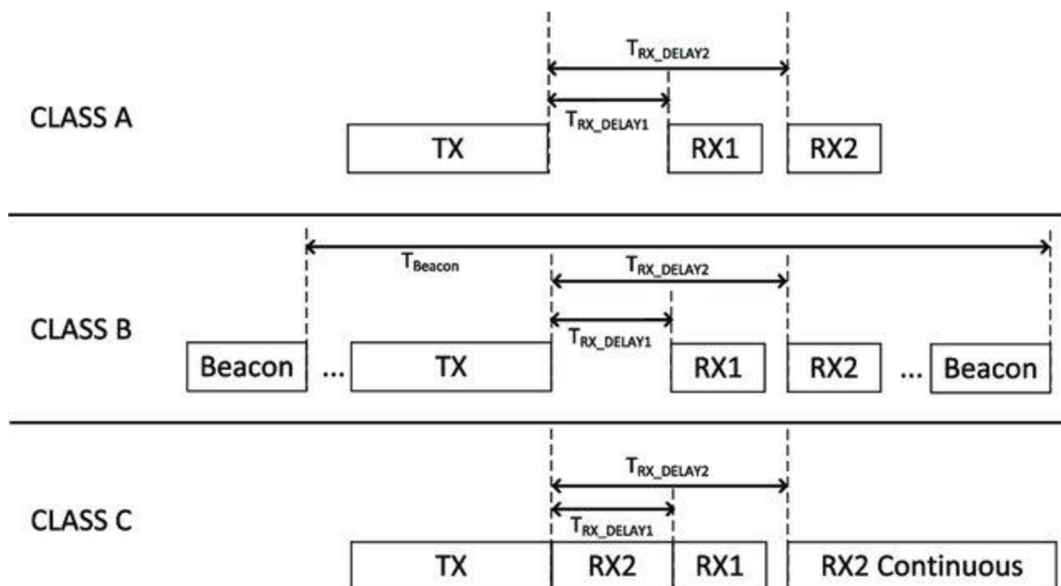 T_RX_DELAY2
CLASS A
T_RX_DELAY1
TX RX1 RX2
T_Beacon T_RX_DELAY2
CLASS B
T_RX_DELAY1
Beacon ... TX RX1 RX2 ... Beacon
T_RX_DELAY2
CLASS C
T_RX_DELAY1
TX RX2 RX1 RX2 Continuous